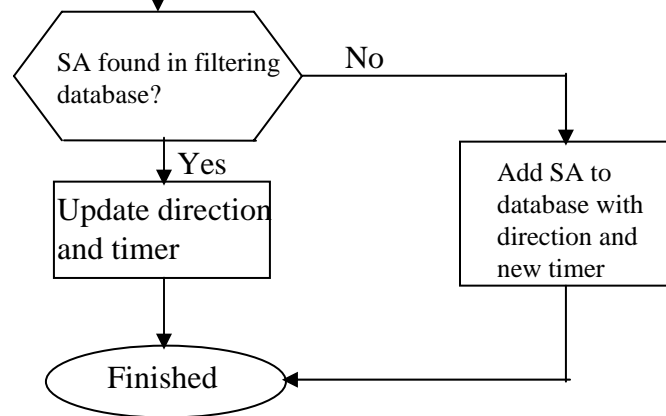 SA found in filtering
database?
No
Yes
Update direction
and timer
Add SA to
database with
direction and
new timer
Finished